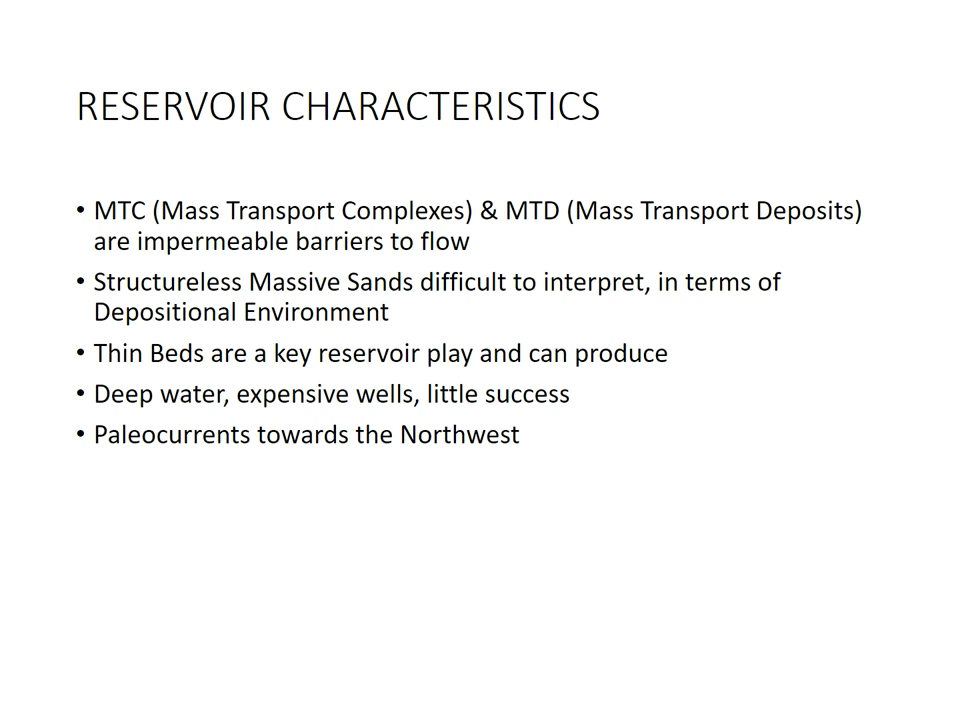 RESERVOIR CHARACTERISTICS
• MTC (Mass Transport Complexes) & MTD (Mass Transport Deposits)
are impermeable barriers to flow
• Structureless Massive Sands difficult to interpret, in terms of
Depositional Environment
• Thin Beds are a key reservoir play and can produce
• Deep water, expensive wells, little success
• Paleocurrents towards the Northwest